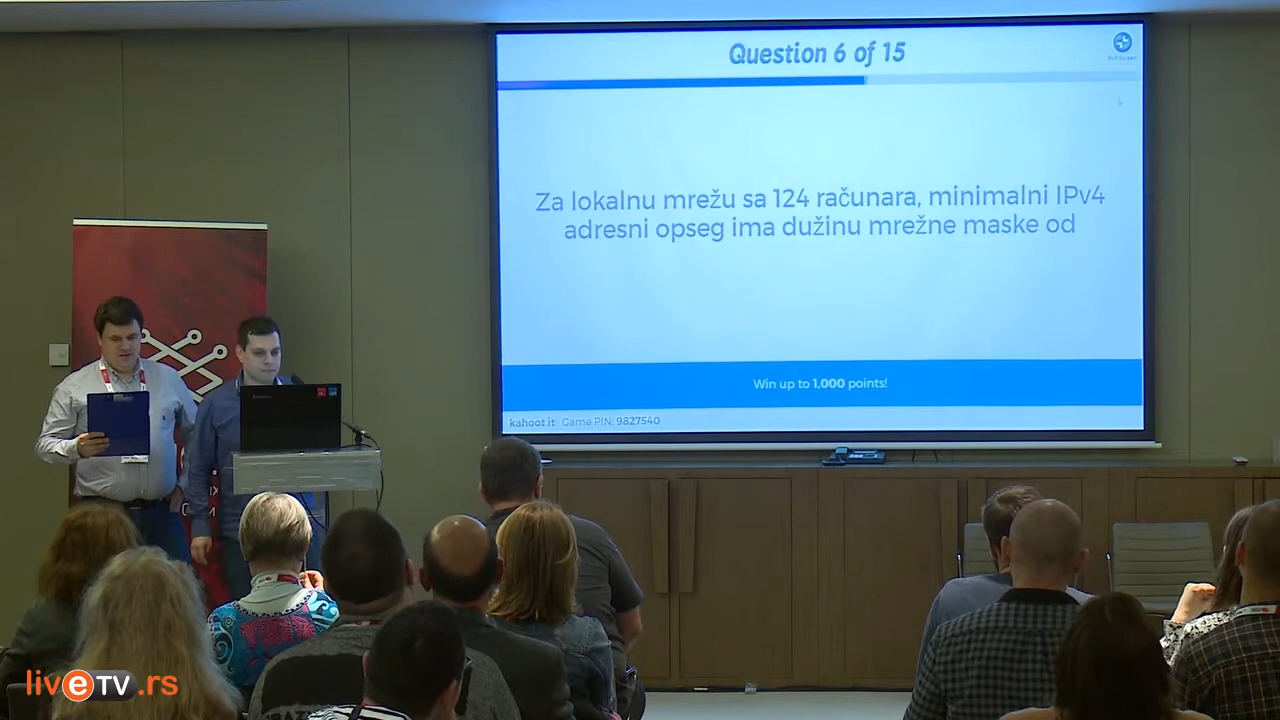 Question 6 of 15
Full Screen
Za lokalnu mrežu sa 124 računara, minimalni IPv4
adresni opseg ima dužinu mrežne maske od
Win up to 1,000 points!
kahoot.it Game PIN: 9827540
liveTV.rs